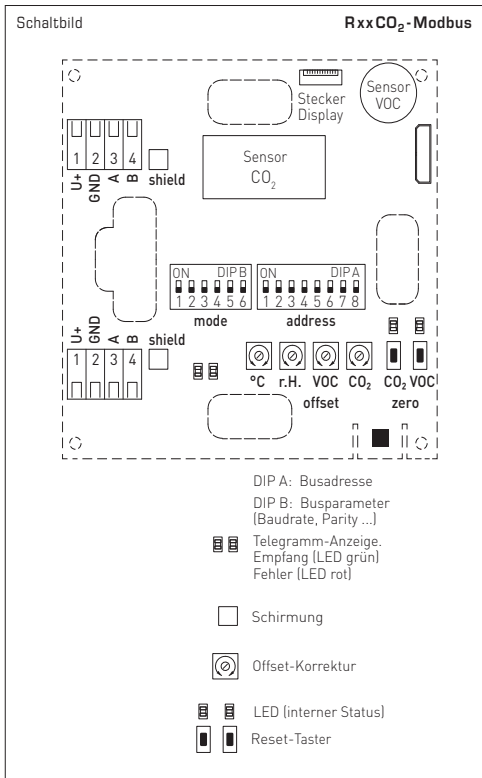 Schaltbild
RxxCO₂-Modbus
Stecker
Display
Sensor
VOC
1 2 3 4
U+ GND A B
shield
Sensor
CO₂
ON DIP B
1 2 3 4 5 6
mode
ON DIP A
1 2 3 4 5 6 7 8
address
U+ GND A B
1 2 3 4
shield
°C r.H. VOC CO₂ CO₂ VOC
offset zero
DIP A: Busadresse
DIP B: Busparameter
(Baudrate, Parity ...)
Telegramm-Anzeige.
Empfang (LED grün)
Fehler (LED rot)
Schirmung
Offset-Korrektur
LED (interner Status)
Reset-Taster